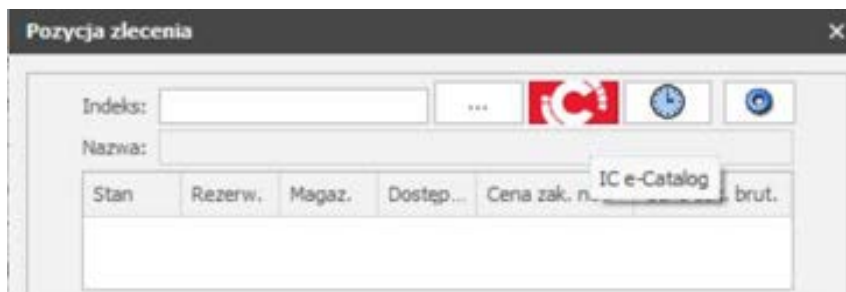 Pozycja zlecenia
Indeks: ...
Nazwa:
IC e-Catalog
Stan Rezerw. Magaz. Dostęp... Cena zak. n... brut.